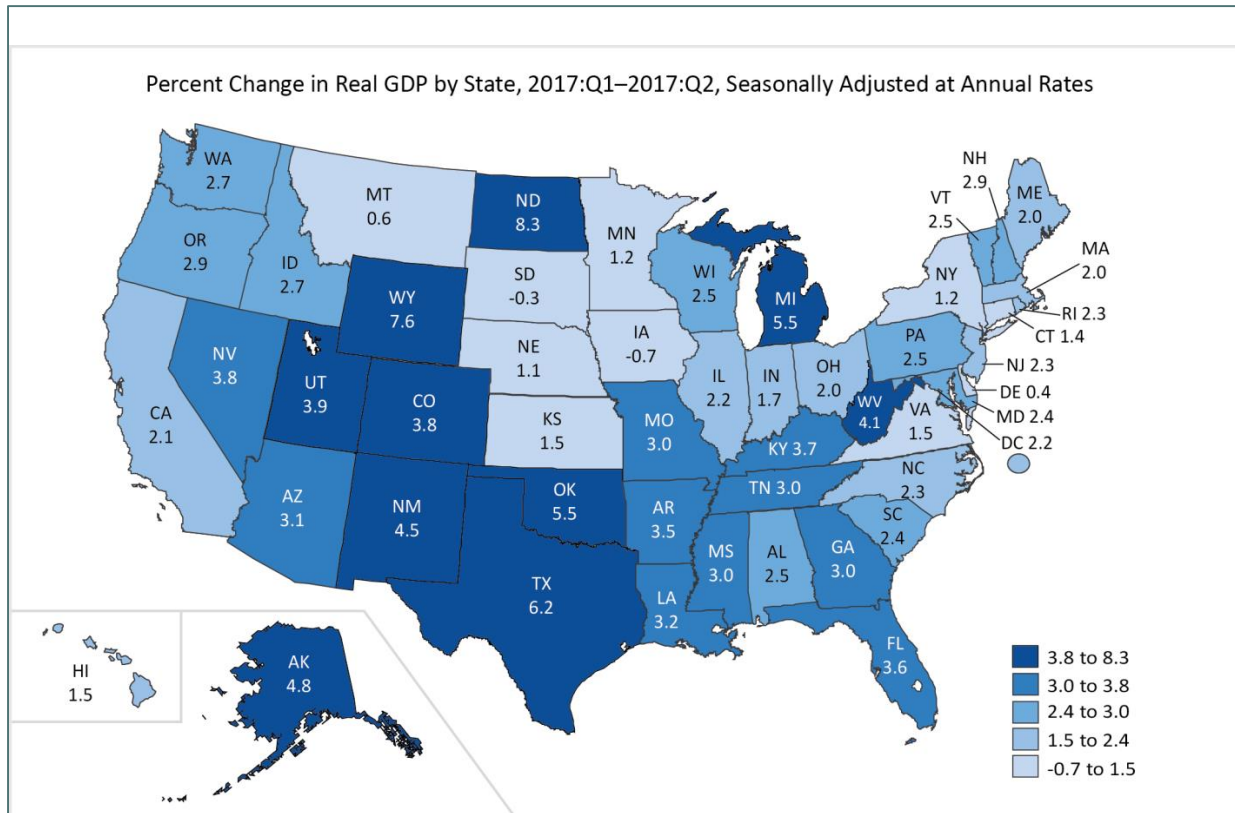 Percent Change in Real GDP by State, 2017:Q1–2017:Q2, Seasonally Adjusted at Annual Rates
WA
2.7
MT
0.6
ND
8.3
MN
1.2
NH
2.9
VT
2.5
ME
2.0
OR
2.9
ID
2.7
SD
-0.3
WI
2.5
MI
5.5
NY
1.2
MA
2.0
RI 2.3
CT 1.4
WY
7.6
IA
-0.7
NE
1.1
PA
2.5
NJ 2.3
DE 0.4
MD 2.4
DC 2.2
NV
3.8
UT
3.9
CO
3.8
CA
2.1
KS
1.5
MO
3.0
IL
2.2
IN
1.7
OH
2.0
WV
4.1
VA
1.5
KY 3.7
TN 3.0
NC
2.3
SC
2.4
AZ
3.1
NM
4.5
OK
5.5
AR
3.5
MS
3.0
AL
2.5
GA
3.0
TX
6.2
LA
3.2
FL
3.6
HI
1.5
AK
4.8
3.8 to 8.3
3.0 to 3.8
2.4 to 3.0
1.5 to 2.4
-0.7 to 1.5